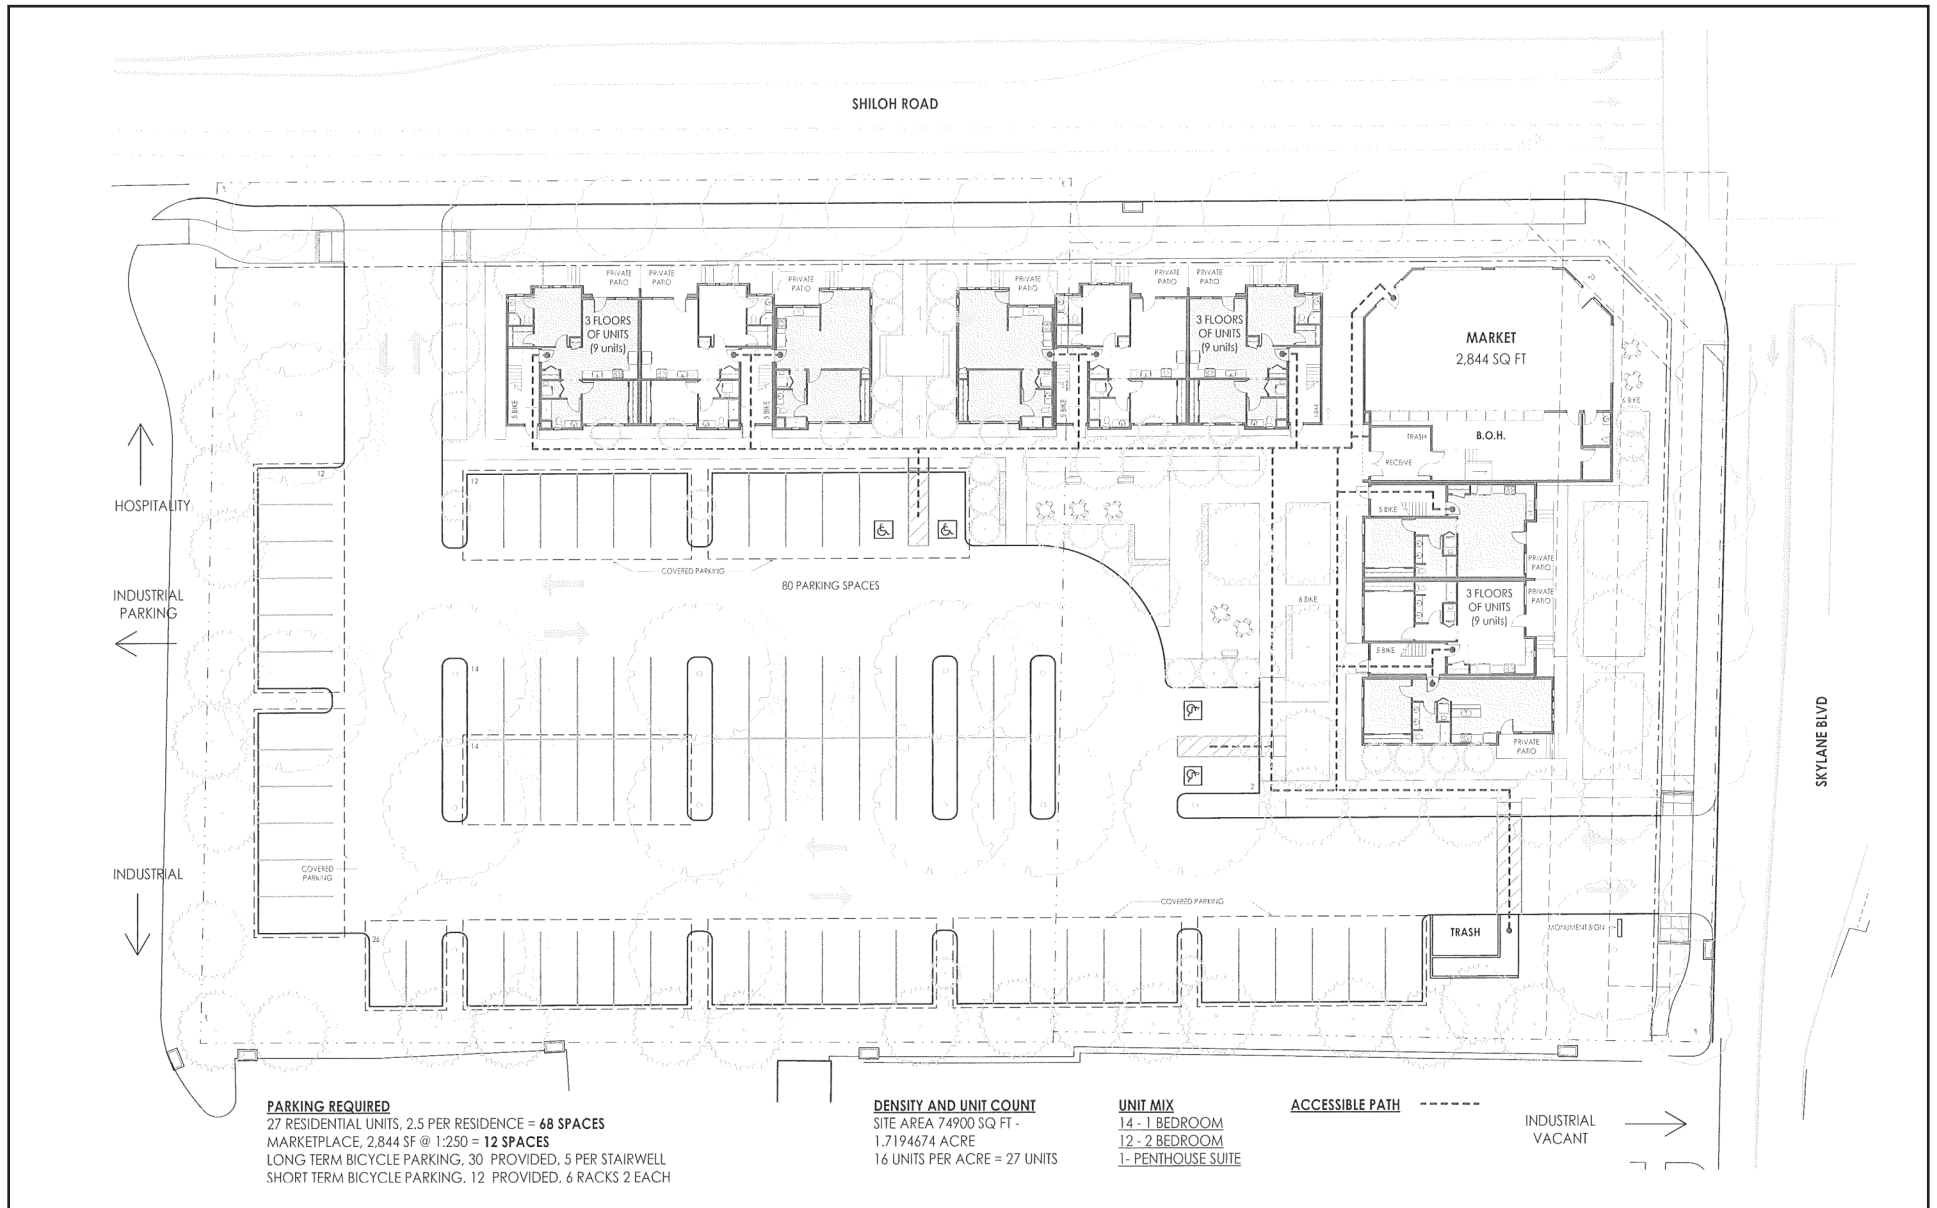 SHILOH ROAD
PRIVATE
PATIO
PRIVATE
PATIO
PRIVATE
PATIO
PRIVATE
PATIO
PRIVATE
PATIO
PRIVATE
PATIO
3 FLOORS
OF UNITS
(9 units)
3 FLOORS
OF UNITS
(9 units)
MARKET
2,844 SQ FT
5 BIKE
5 BIKE
5 BIKE
BIKE
6 BIKE
TRASH
B.O.H.
RECEIVE
12
12
HOSPITALITY
5 BIKE
COVERED PARKING
80 PARKING SPACES
PRIVATE
PATIO
INDUSTRIAL
PARKING
6 BIKE
3 FLOORS
OF UNITS
(9 units)
PRIVATE
PATIO
5 BIKE
14
14
PRIVATE
PATIO
2
SKYLANE BLVD
INDUSTRIAL
COVERED
PARKING
COVERED PARKING
26
TRASH
MONUMENT SIGN
PARKING REQUIRED
27 RESIDENTIAL UNITS, 2.5 PER RESIDENCE = 68 SPACES
MARKETPLACE, 2,844 SF @ 1:250 = 12 SPACES
LONG TERM BICYCLE PARKING, 30 PROVIDED, 5 PER STAIRWELL
SHORT TERM BICYCLE PARKING. 12 PROVIDED, 6 RACKS 2 EACH
DENSITY AND UNIT COUNT
SITE AREA 74900 SQ FT -
1.7194674 ACRE
16 UNITS PER ACRE = 27 UNITS
UNIT MIX
14 - 1 BEDROOM
12 - 2 BEDROOM
1- PENTHOUSE SUITE
ACCESSIBLE PATH
INDUSTRIAL
VACANT